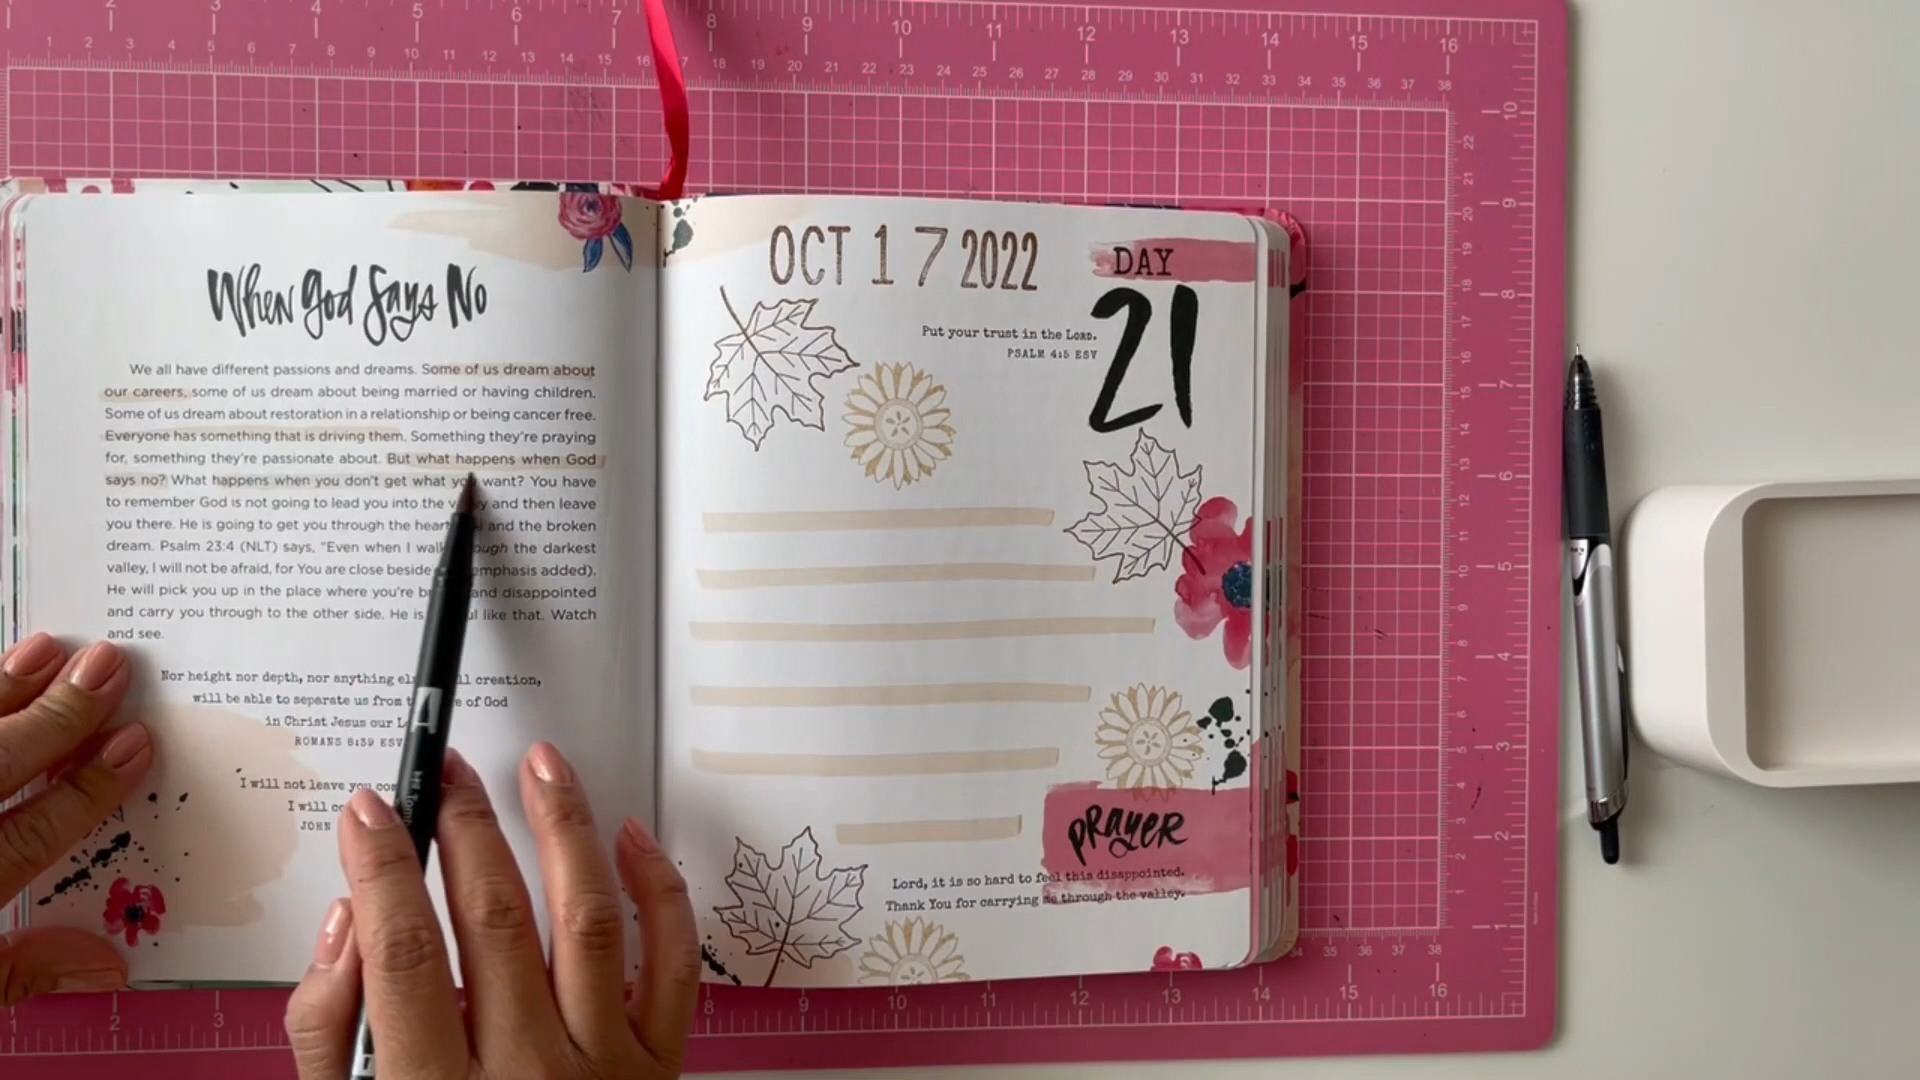 When God Says No
We all have different passions and dreams. Some of us dream about
our careers, some of us dream about being married or having children.
Some of us dream about restoration in a relationship or being cancer free.
Everyone has something that is driving them. Something they're praying
for, something they're passionate about. But what happens when God
says no? What happens when you don't get what you want? You have
to remember God is not going to lead you into the and then leave
you there. He is going to get you through the and the broken
dream. Psalm 23:4 (NLT) says, "Even when I walk the darkest
valley, I will not be afraid, for You are close beside emphasis added).
He will pick you up in the place where you're and disappointed
and carry you through to the other side. He is like that. Watch
and see.
Nor height nor depth, nor anything creation,
will be able to separate us from of God
in Christ Jesus our
ROMANS 8:39 ESV
I will not leave you
I will
JOHN
OCT 17 2022
DAY
21
Put your trust in the LORD.
PSALM 4:5 ESV
PRAYER
Lord, it is so hard to feel this disappointed.
Thank You for carrying me through the valley.